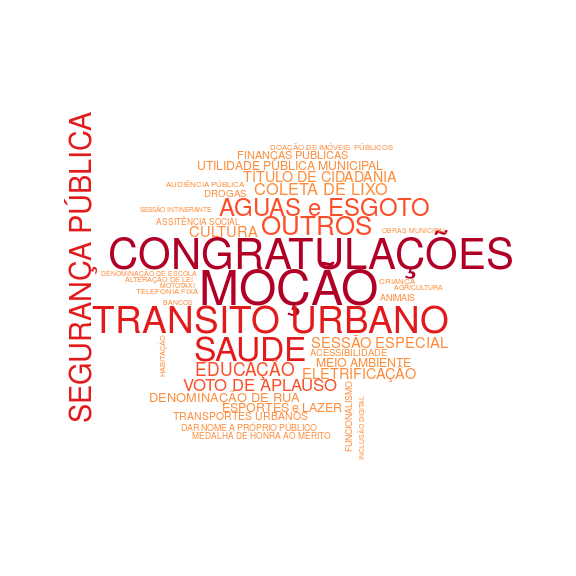 SEGURANÇA PÚBLICA
DOAÇÃO DE IMÓVEIS PÚBLICOS
FINANÇAS PÚBLICAS
UTILIDADE PÚBLICA MUNICIPAL
TÍTULO DE CIDADANIA
AUDIÊNCIA PÚBLICA
COLETA DE LIXO
DROGAS
ÁGUAS e ESGOTO
SESSÃO INTINERANTE
ASSITÊNCIA SOCIAL
OUTROS
CULTURA
OBRAS MUNICIPAL
CONGRATULAÇÕES
DENOMINAÇÃO DE ESCOLA
ALTERAÇÃO DE LEI
MOTOTAXI
TELEFONIA FIXA
MOÇÃO
CRIANÇA
AGRICULTURA
ANIMAIS
BANCOS
TRANSITO URBANO
HABITAÇÃO
SAUDE
SESSÃO ESPECIAL
ACESSIBILIDADE
MEIO AMBIENTE
EDUCAÇÃO
ELETRIFICAÇÃO
VOTO DE APLAUSO
DENOMINAÇÃO DE RUA
ESPORTES e LAZER
FUNCIONALISMO
INCLUSÃO DIGITAL
TRANSPORTES URBANOS
DAR NOME A PRÓPRIO PÚBLICO
MEDALHA DE HONRA AO MÉRITO